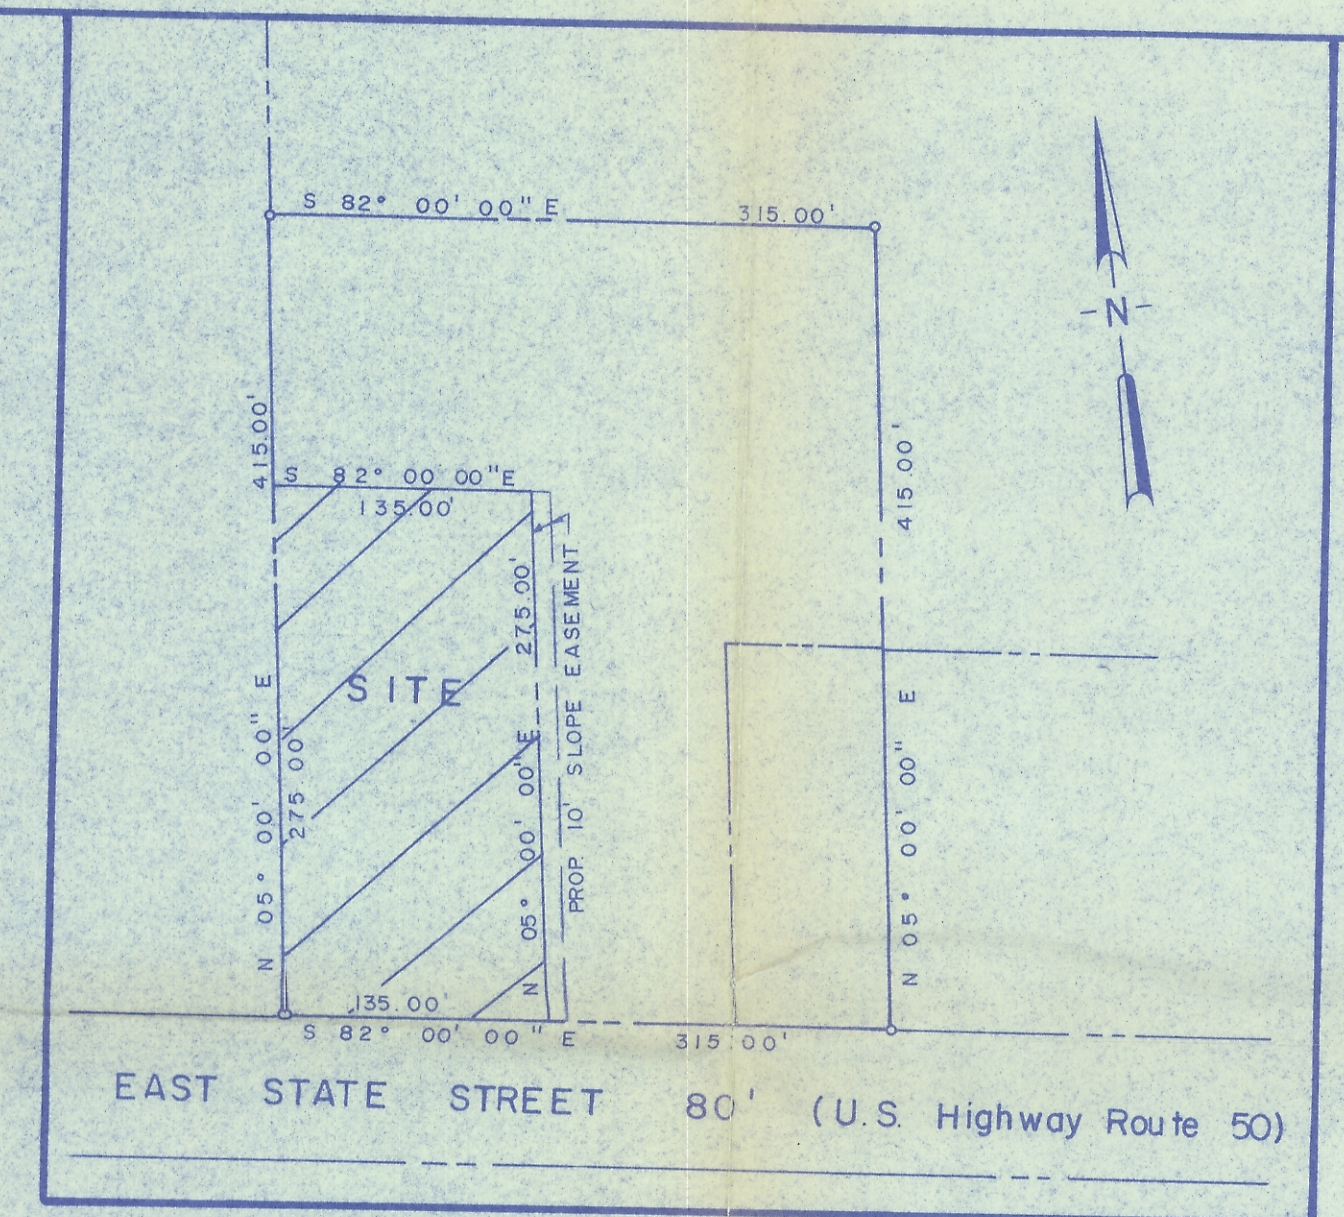 S 82° 00' 00" E 315.00'
N
415.00'
415.00'
S 82° 00' 00" E
135.00'
275.00'
PROP 10' SLOPE EASEMENT
SITE
N 05° 00' 00" E
275 00'
N 05° 00' 00" E
N 05° 00' 00" E
135.00'
S 82° 00' 00" E 315.00'
EAST STATE STREET 80' (U.S. Highway Route 50)